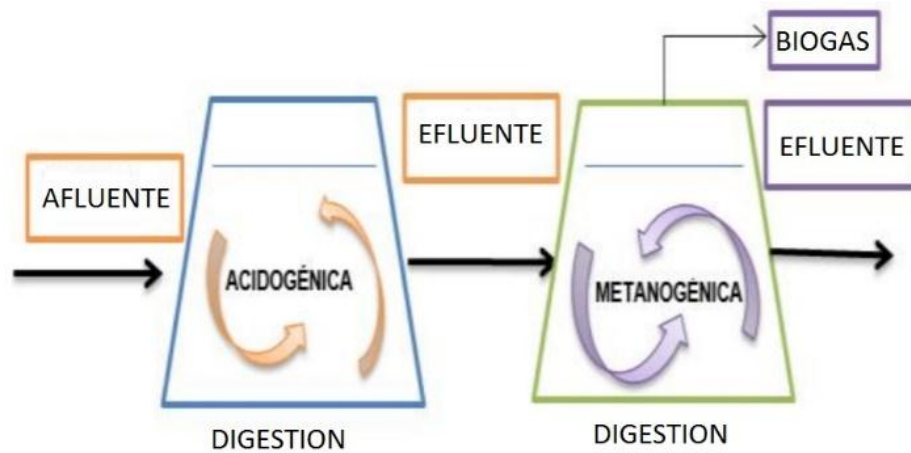 BIOGAS
EFLUENTE
EFLUENTE
AFLUENTE
ACIDOGÉNICA
METANOGÉNICA
DIGESTION
DIGESTION